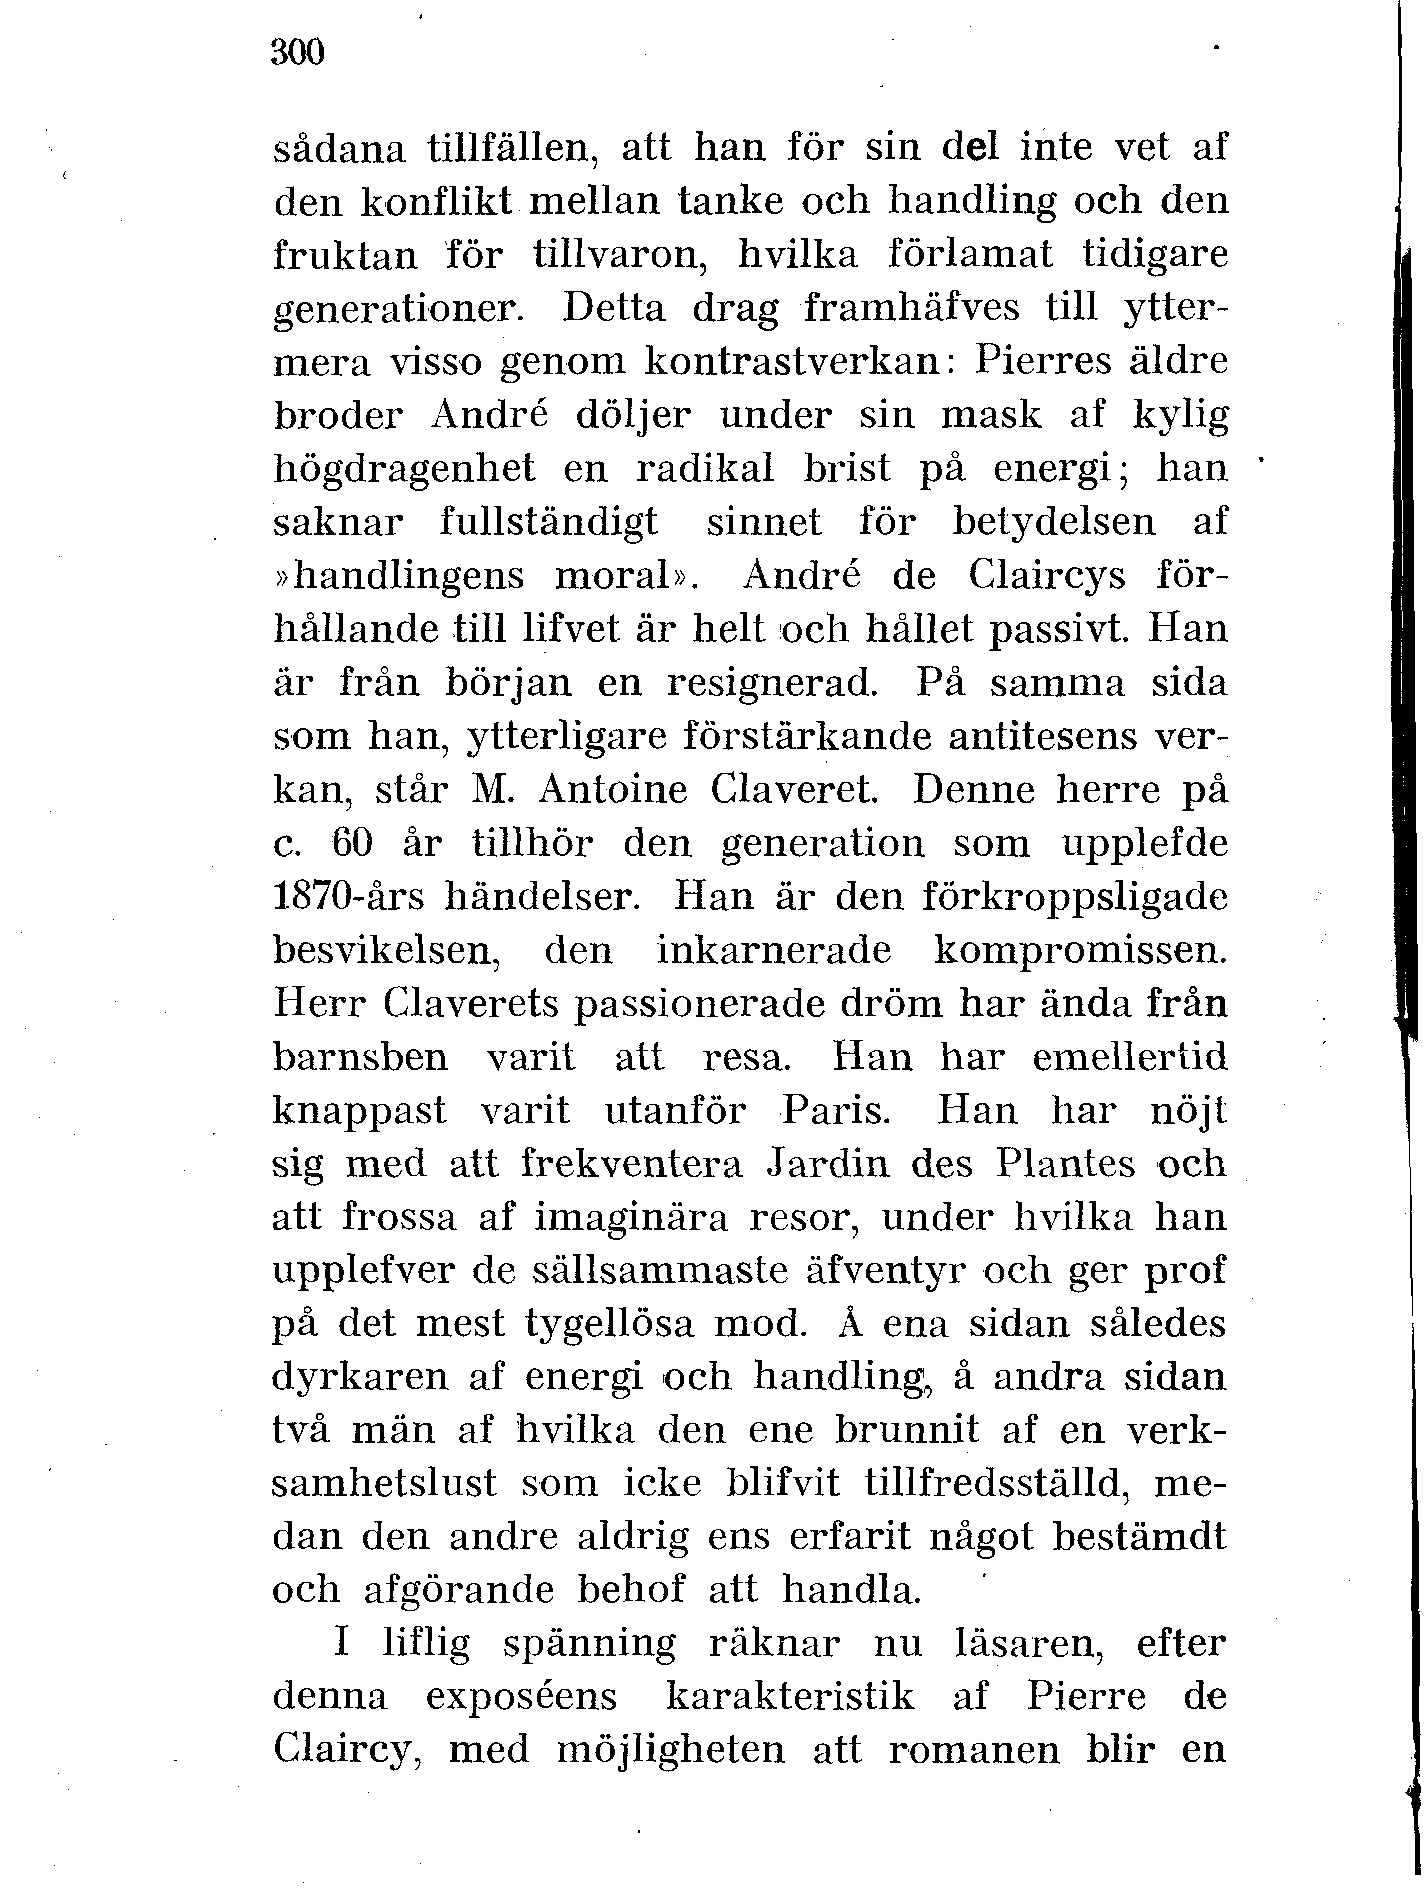 300
sådana tillfällen, att han för sin del inte vet af
den konflikt mellan tanke och handling och den
fruktan för tillvaron, hvilka förlamat tidigare
generationer. Detta drag framhäfves till ytter-
mera visso genom kontrastverkan: Pierres äldre
broder André döljer under sin mask af kylig
högdragenhet en radikal brist på energi; han
saknar fullständigt sinnet för betydelsen af
»handlingens moral». André de Claircys för-
hållande till lifvet är helt och hållet passivt. Han
är från början en resignerad. På samma sida
som han, ytterligare förstärkande antitesens ver-
kan, står M. Antoine Claveret. Denne herre på
c. 60 år tillhör den generation som upplefde
1870-års händelser. Han är den förkroppsligade
besvikelsen, den inkarnerade kompromissen.
Herr Claverets passionerade dröm har ända från
barnsben varit att resa. Han har emellertid
knappast varit utanför Paris. Han har nöjt
sig med att frekventera Jardin des Plantes och
att frossa af imaginära resor, under hvilka han
upplefver de sällsammaste äfventyr och ger prof
på det mest tygellösa mod. Å ena sidan således
dyrkaren af energi och handling, å andra sidan
två män af hvilka den ene brunnit af en verk-
samhetslust som icke blifvit tillfredsställd, me-
dan den andre aldrig ens erfarit något bestämdt
och afgörande behof att handla.
I liflig spänning räknar nu läsaren, efter
denna exposéens karakteristik af Pierre de
Claircy, med möjligheten att romanen blir en